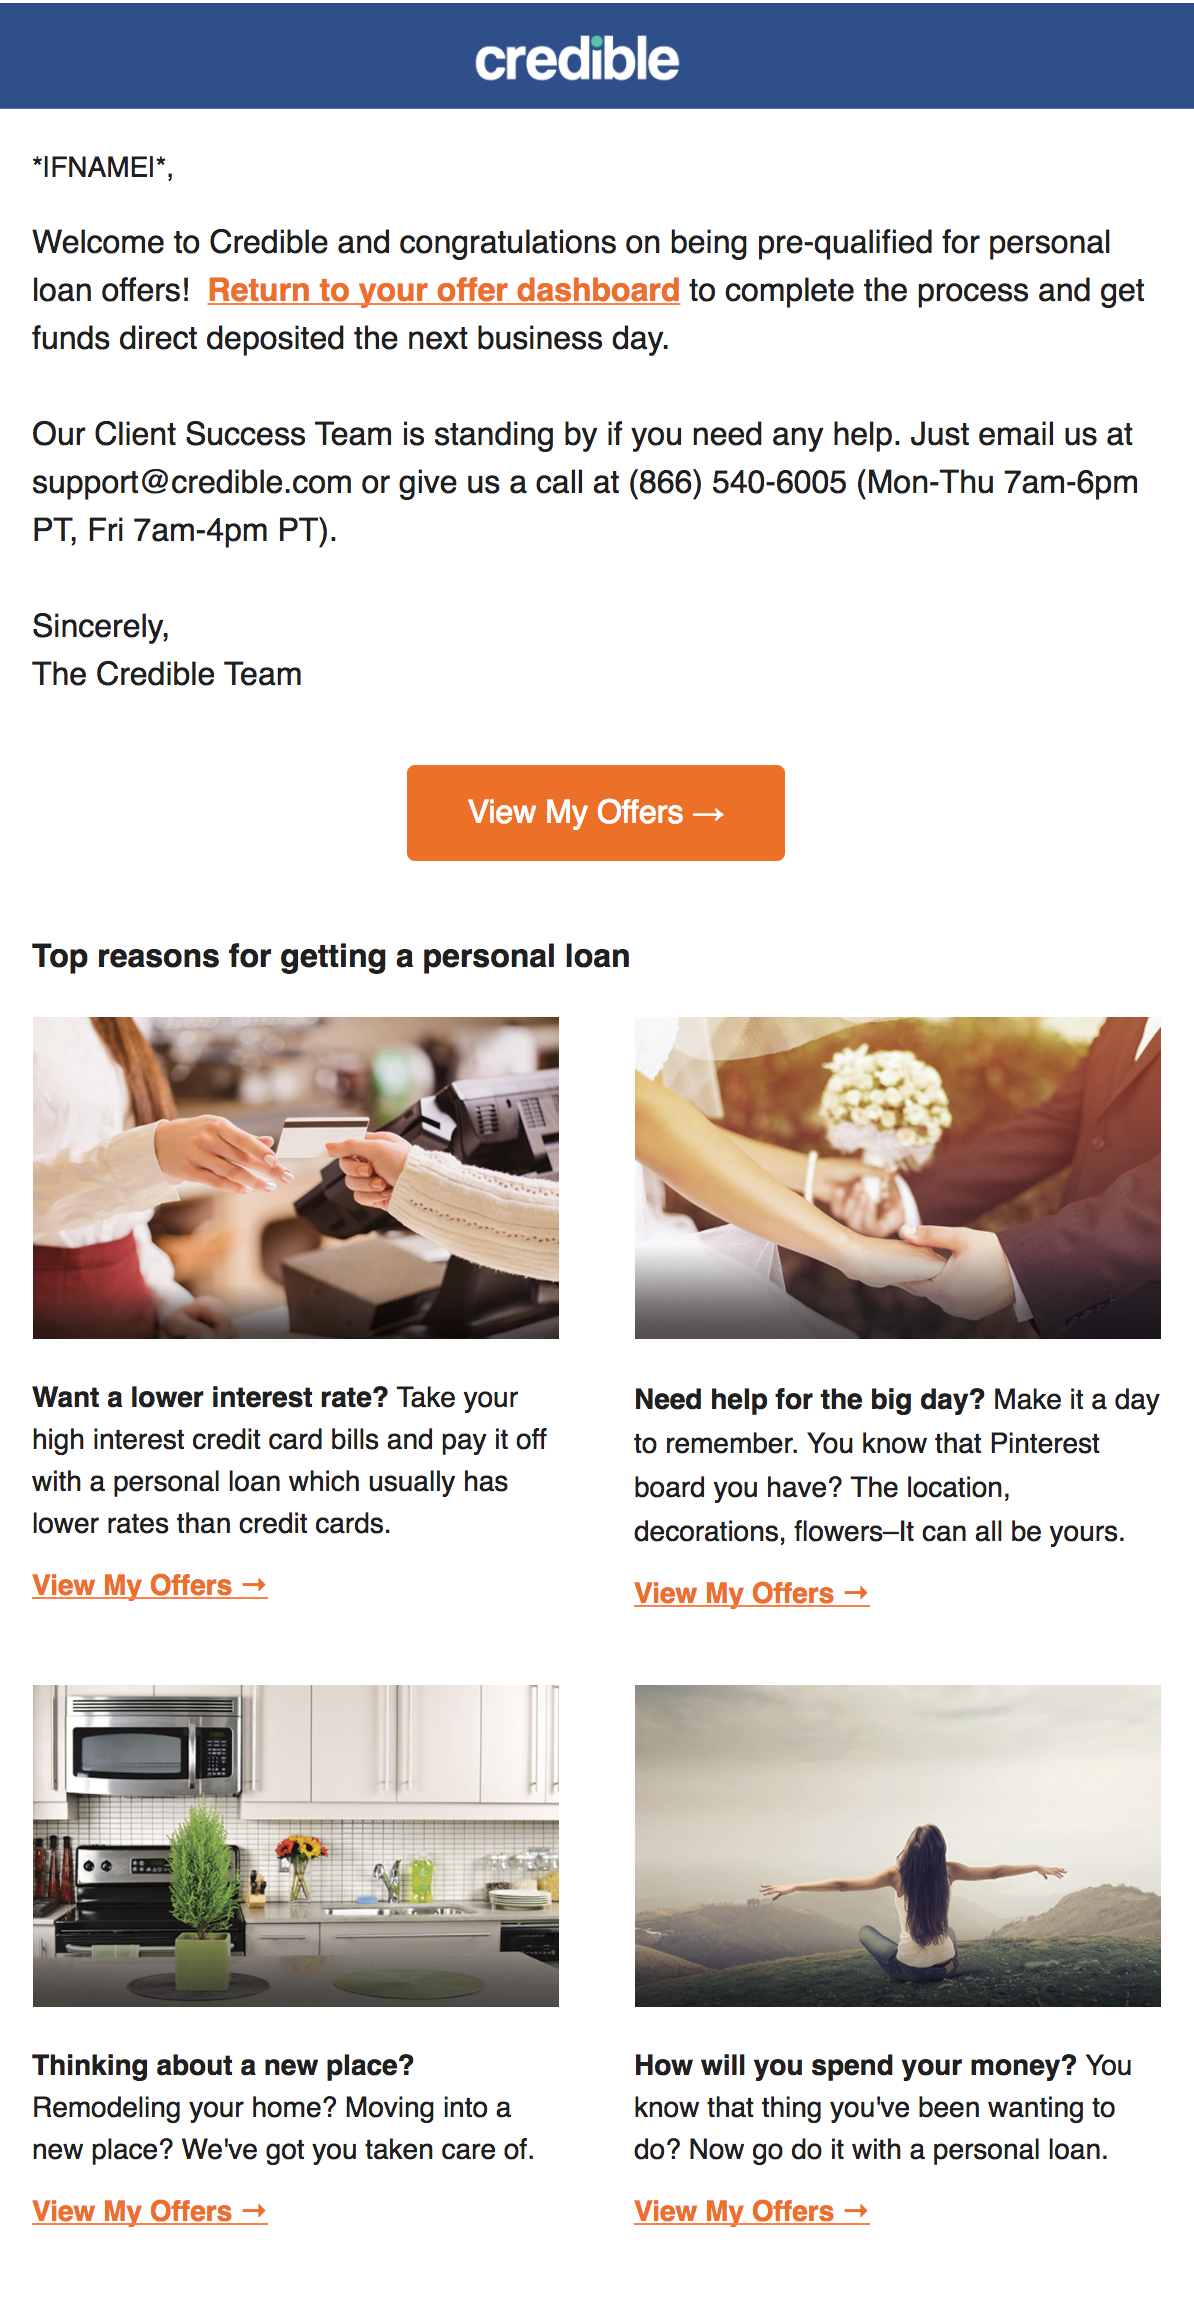 credible
*|FNAME|*,
Welcome to Credible and congratulations on being pre-qualified for personal
loan offers! Return to your offer dashboard to complete the process and get
funds direct deposited the next business day.
Our Client Success Team is standing by if you need any help. Just email us at
support@credible.com or give us a call at (866) 540-6005 (Mon-Thu 7am-6pm
PT, Fri 7am-4pm PT).
Sincerely,
The Credible Team
View My Offers →
Top reasons for getting a personal loan
Want a lower interest rate? Take your
high interest credit card bills and pay it off
with a personal loan which usually has
lower rates than credit cards.
View My Offers →
Need help for the big day? Make it a day
to remember. You know that Pinterest
board you have? The location,
decorations, flowers–It can all be yours.
View My Offers →
Thinking about a new place?
Remodeling your home? Moving into a
new place? We've got you taken care of.
View My Offers →
How will you spend your money? You
know that thing you've been wanting to
do? Now go do it with a personal loan.
View My Offers →